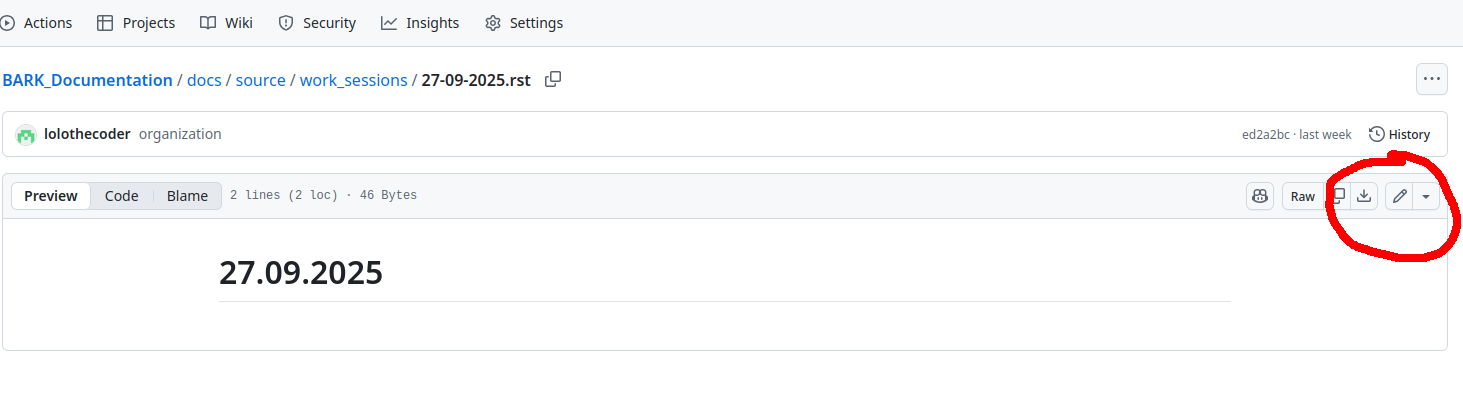 Actions Projects Wiki Security Insights Settings
BARK_Documentation / docs / source / work_sessions / 27-09-2025.rst
lolothecoder organization ed2a2bc · last week History
Preview Code Blame 2 lines (2 loc) · 46 Bytes Raw
27.09.2025